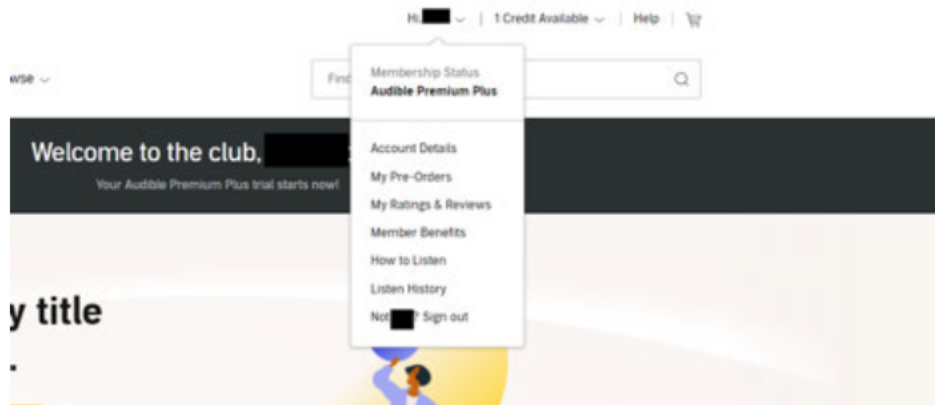 Hi, 1 Credit Available Help
wse
Find
Membership Status
Audible Premium Plus
Welcome to the club,
Your Audible Premium Plus trial starts now!
Account Details
My Pre-Orders
My Ratings & Reviews
Member Benefits
How to Listen
Listen History
Not ? Sign out
y title
.